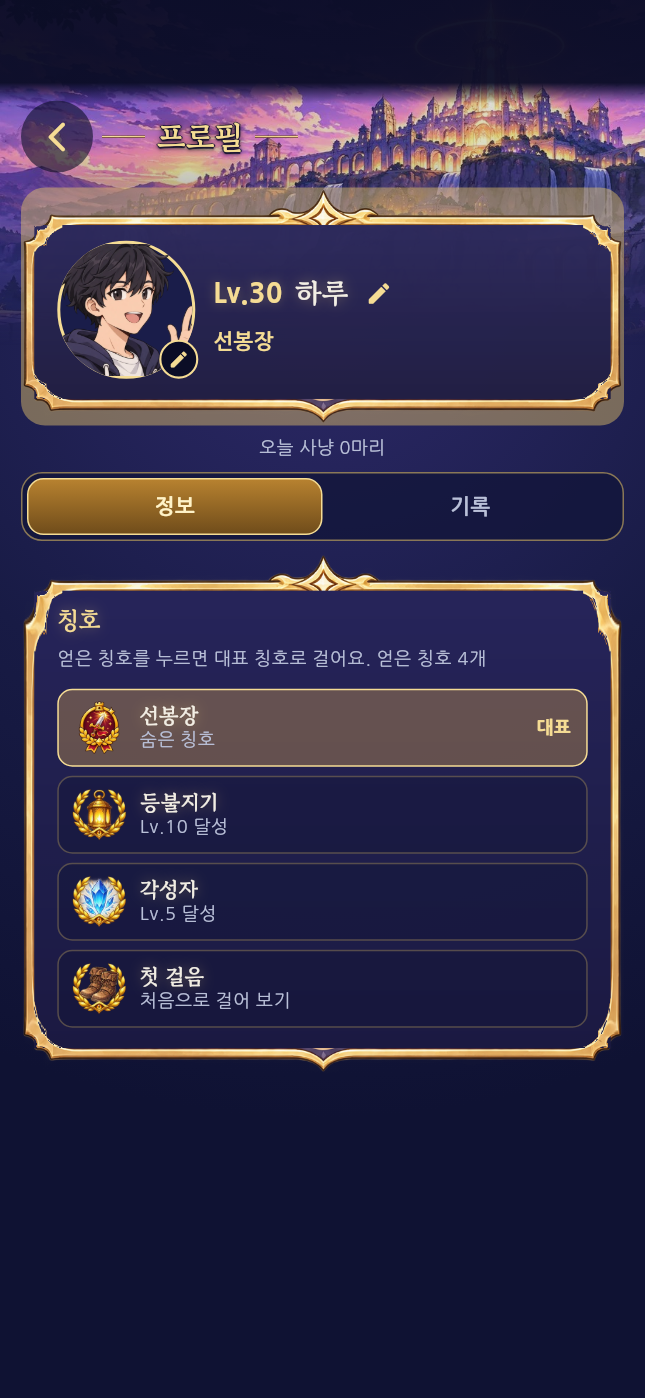 프로필
Lv.30 하루
선봉장
오늘 사냥 0마리
정보
기록
칭호
얻은 칭호를 누르면 대표 칭호로 걸어요. 얻은 칭호 4개
선봉장
숨은 칭호
대표
등불지기
Lv.10 달성
각성자
Lv.5 달성
첫 걸음
처음으로 걸어 보기